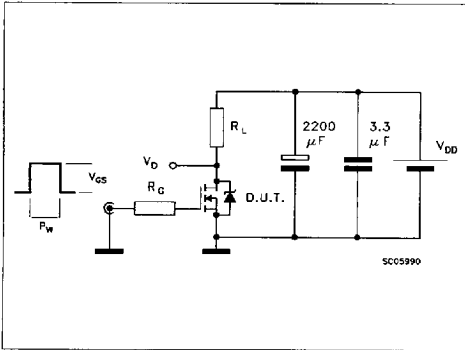 R_L
2200 μF
3.3 μF
V_DD
V_D
V_GS
R_G
D.U.T.
P_W
SC05990